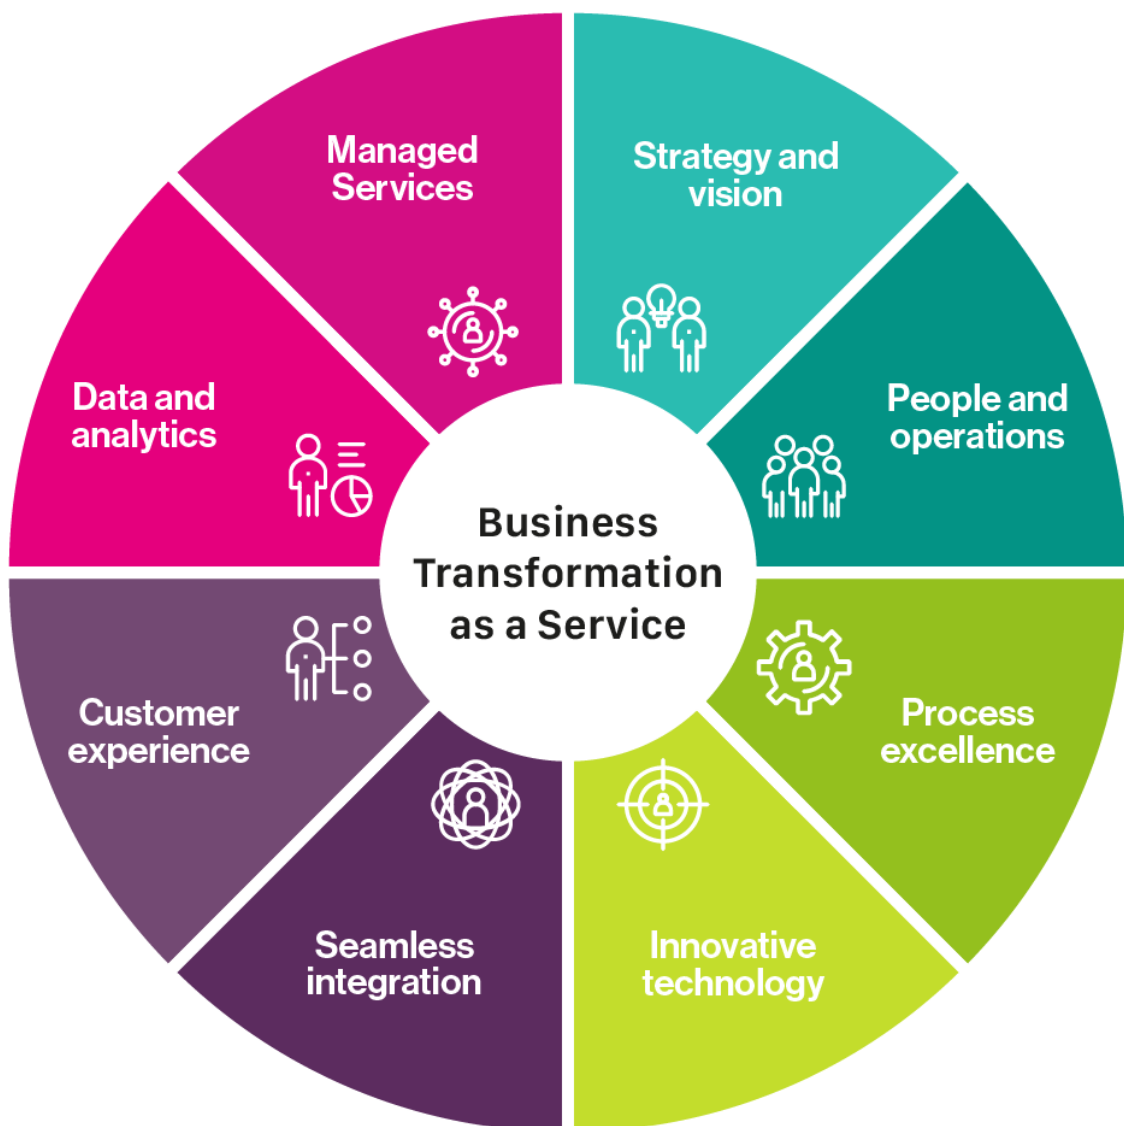 Managed
Services
Strategy and
vision
People and
operations
Process
excellence
Innovative
technology
Seamless
integration
Customer
experience
Data and
analytics
Business
Transformation
as a Service